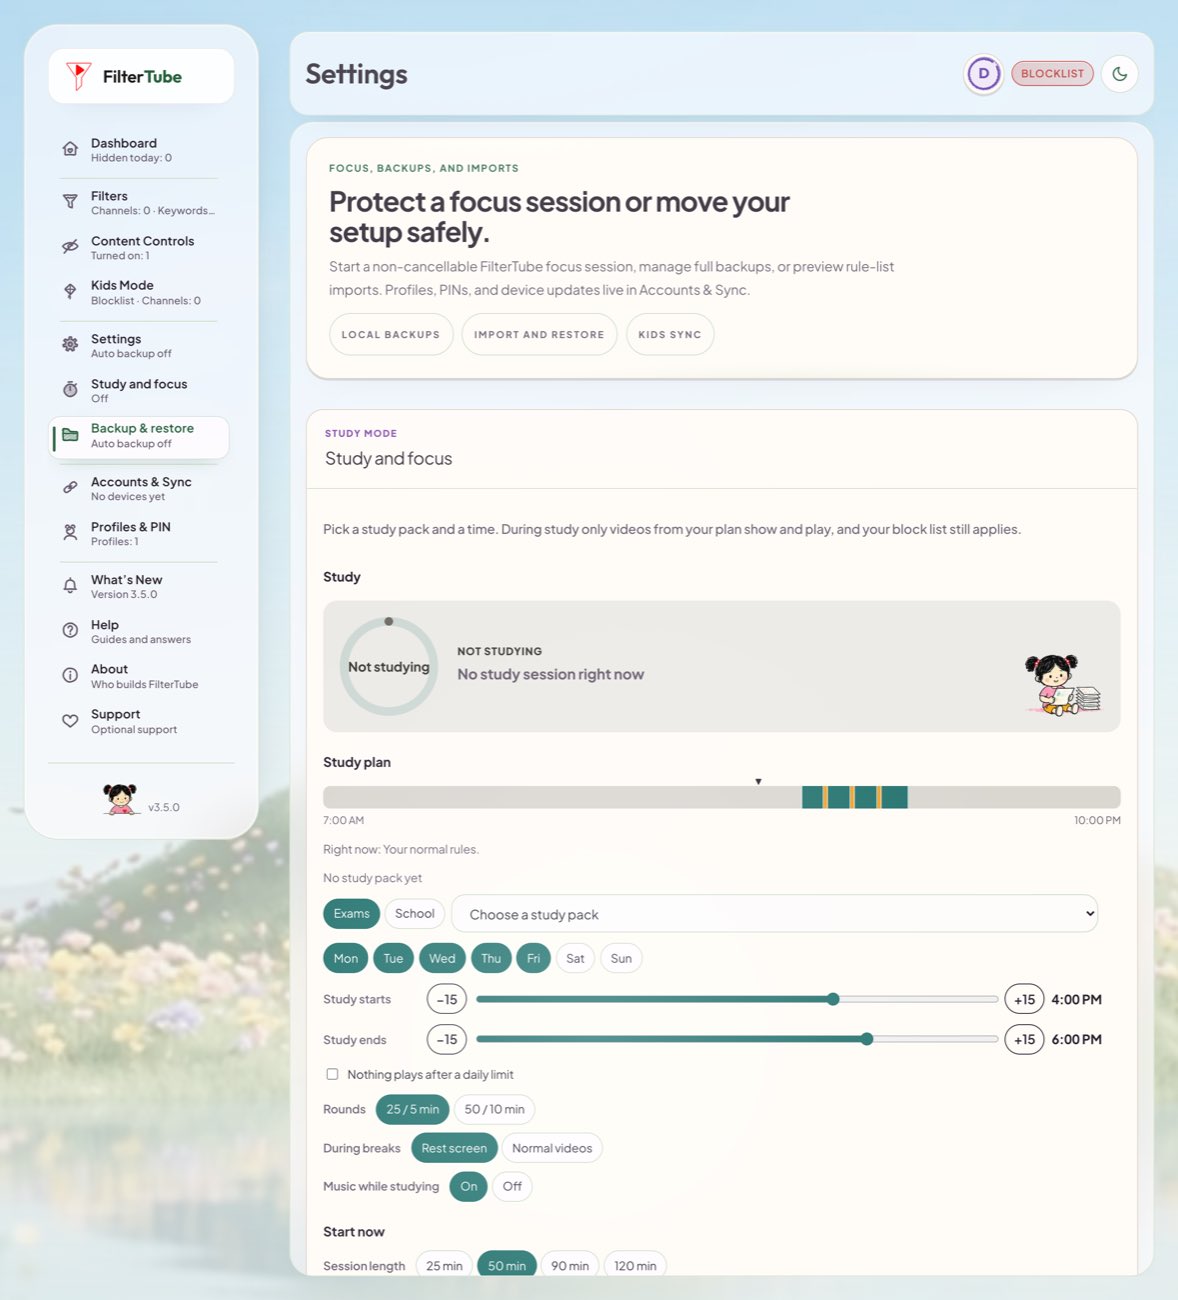 FilterTube
Dashboard
Hidden today: 0
Filters
Channels: 0 · Keywords...
Content Controls
Turned on: 1
Kids Mode
Blocklist · Channels: 0
Settings
Auto backup off
Study and focus
Off
Backup & restore
Auto backup off
Accounts & Sync
No devices yet
Profiles & PIN
Profiles: 1
What's New
Version 3.5.0
Help
Guides and answers
About
Who builds FilterTube
Support
Optional support
v3.5.0
Settings
D
BLOCKLIST
FOCUS, BACKUPS, AND IMPORTS
Protect a focus session or move your
setup safely.
Start a non-cancellable FilterTube focus session, manage full backups, or preview rule-list
imports. Profiles, PINs, and device updates live in Accounts & Sync.
LOCAL BACKUPS IMPORT AND RESTORE KIDS SYNC
STUDY MODE
Study and focus
Pick a study pack and a time. During study only videos from your plan show and play, and your block list still applies.
Study
Not studying
NOT STUDYING
No study session right now
Study plan
7:00 AM 10:00 PM
Right now: Your normal rules.
No study pack yet
Exams School Choose a study pack
Mon Tue Wed Thu Fri Sat Sun
Study starts −15 +15 4:00 PM
Study ends −15 +15 6:00 PM
Nothing plays after a daily limit
Rounds 25 / 5 min 50 / 10 min
During breaks Rest screen Normal videos
Music while studying On Off
Start now
Session length 25 min 50 min 90 min 120 min